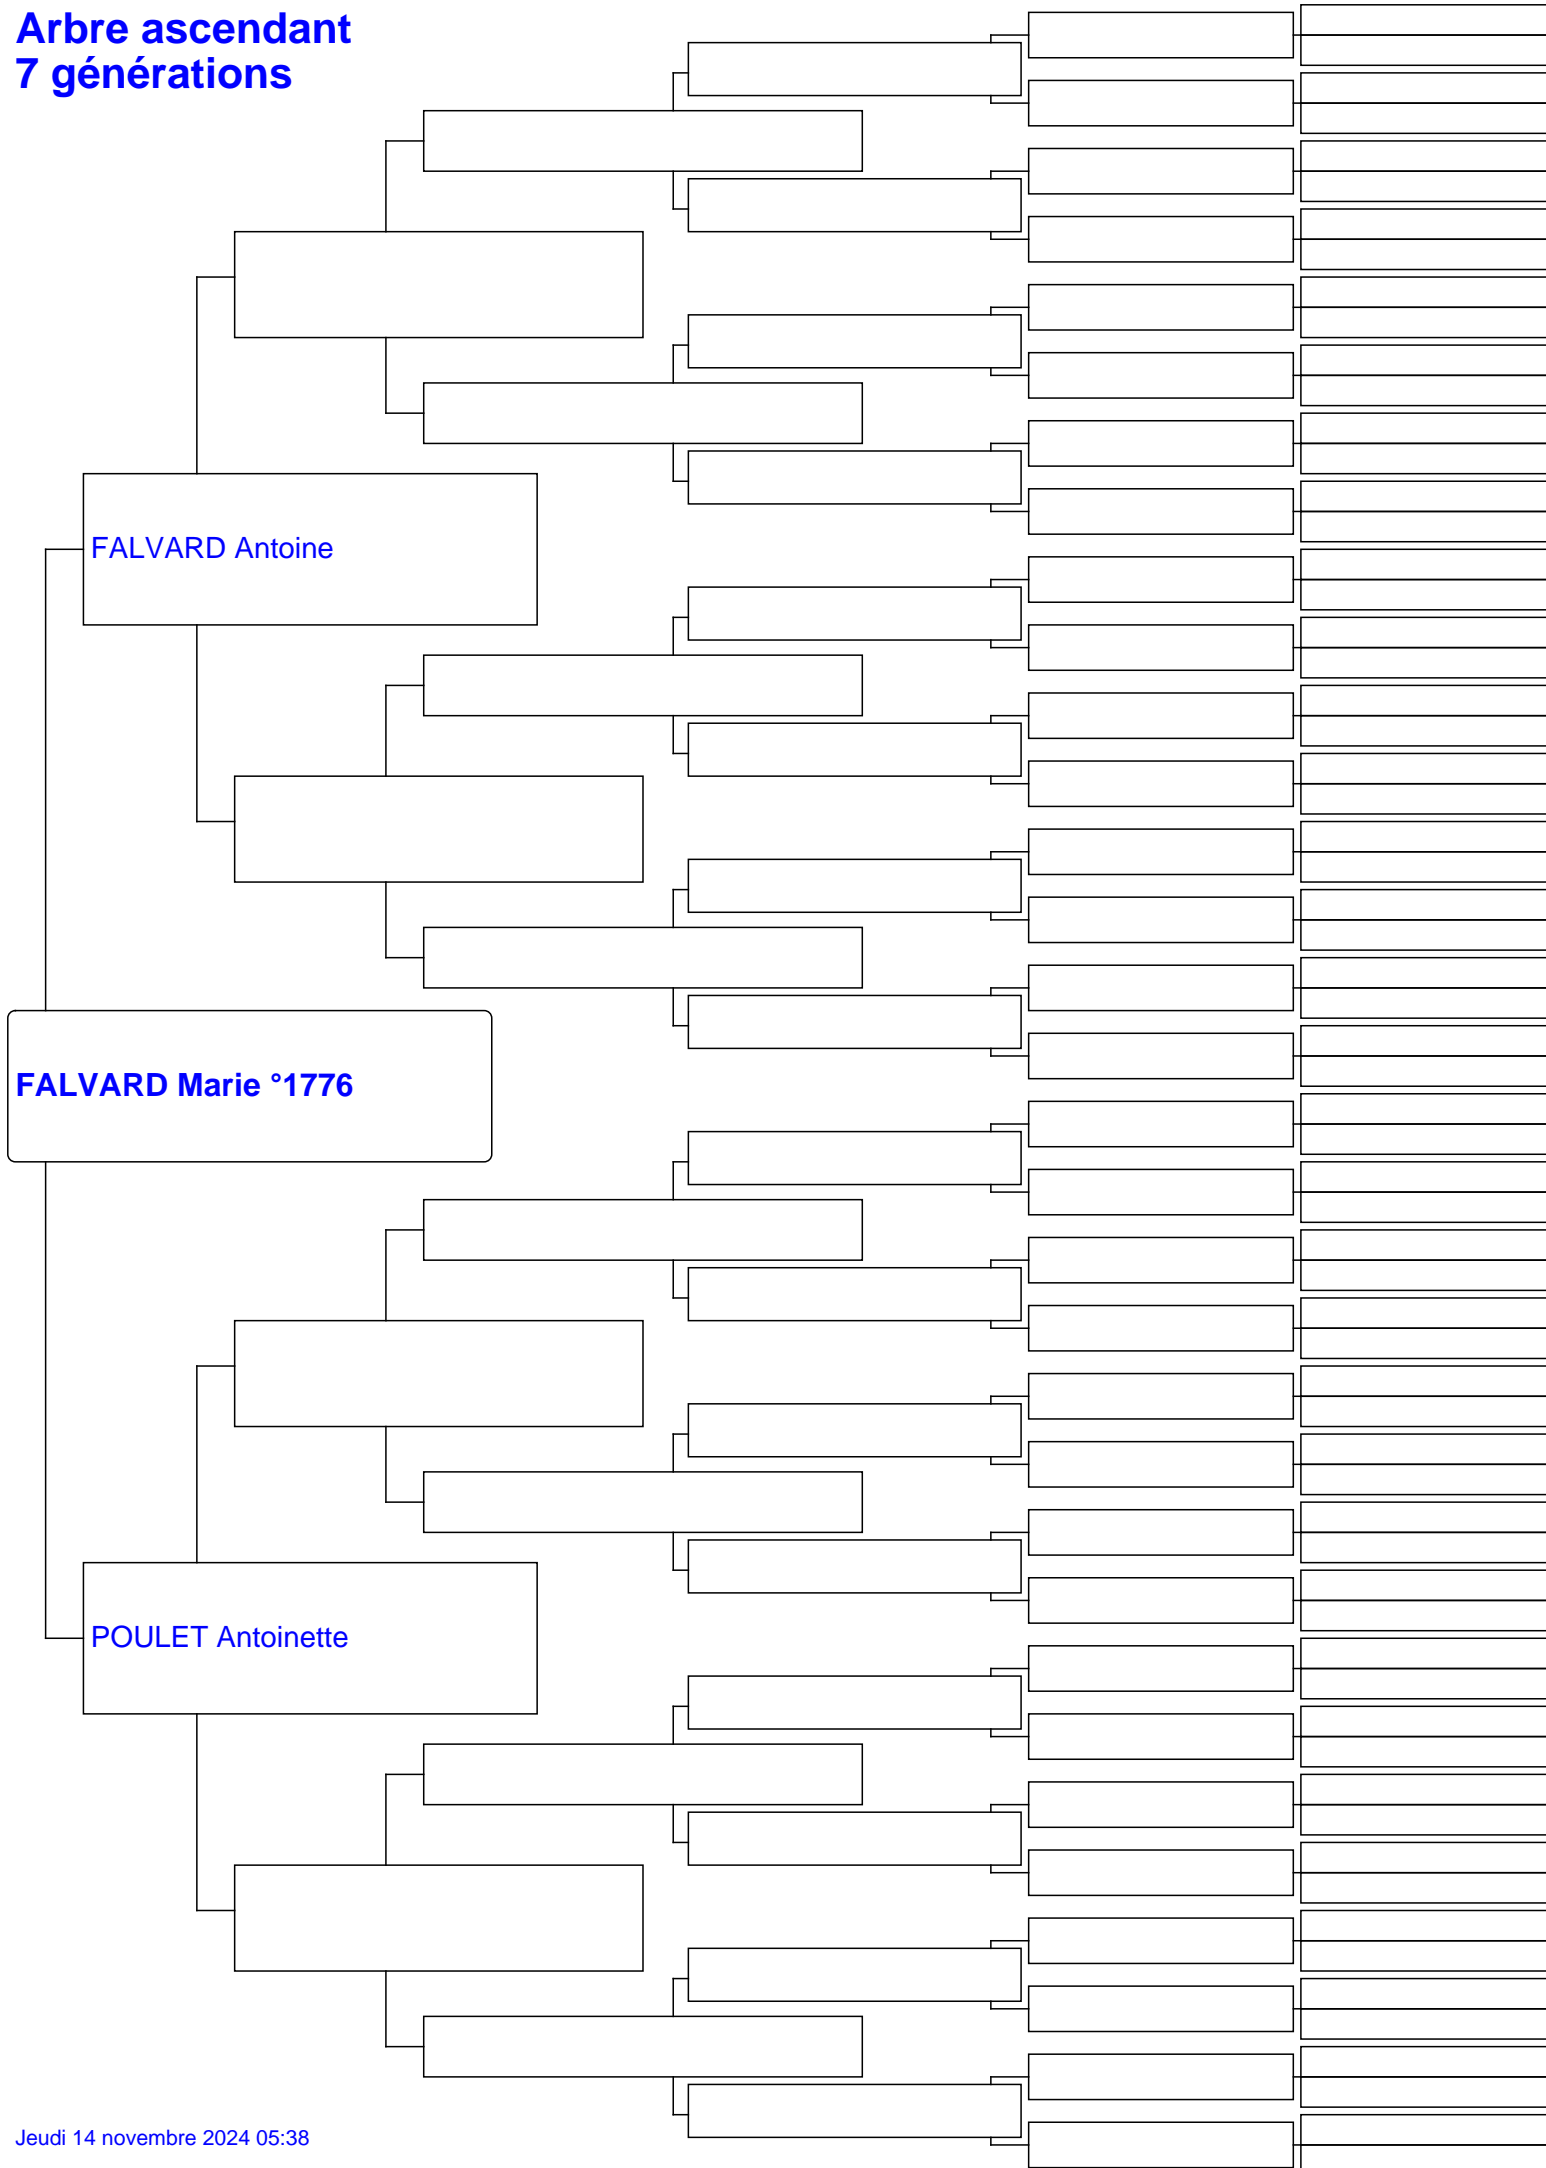 Arbre ascendant
7 générations
FALVARD Antoine
FALVARD Marie °1776
POULET Antoinette
Jeudi 14 novembre 2024 05:38